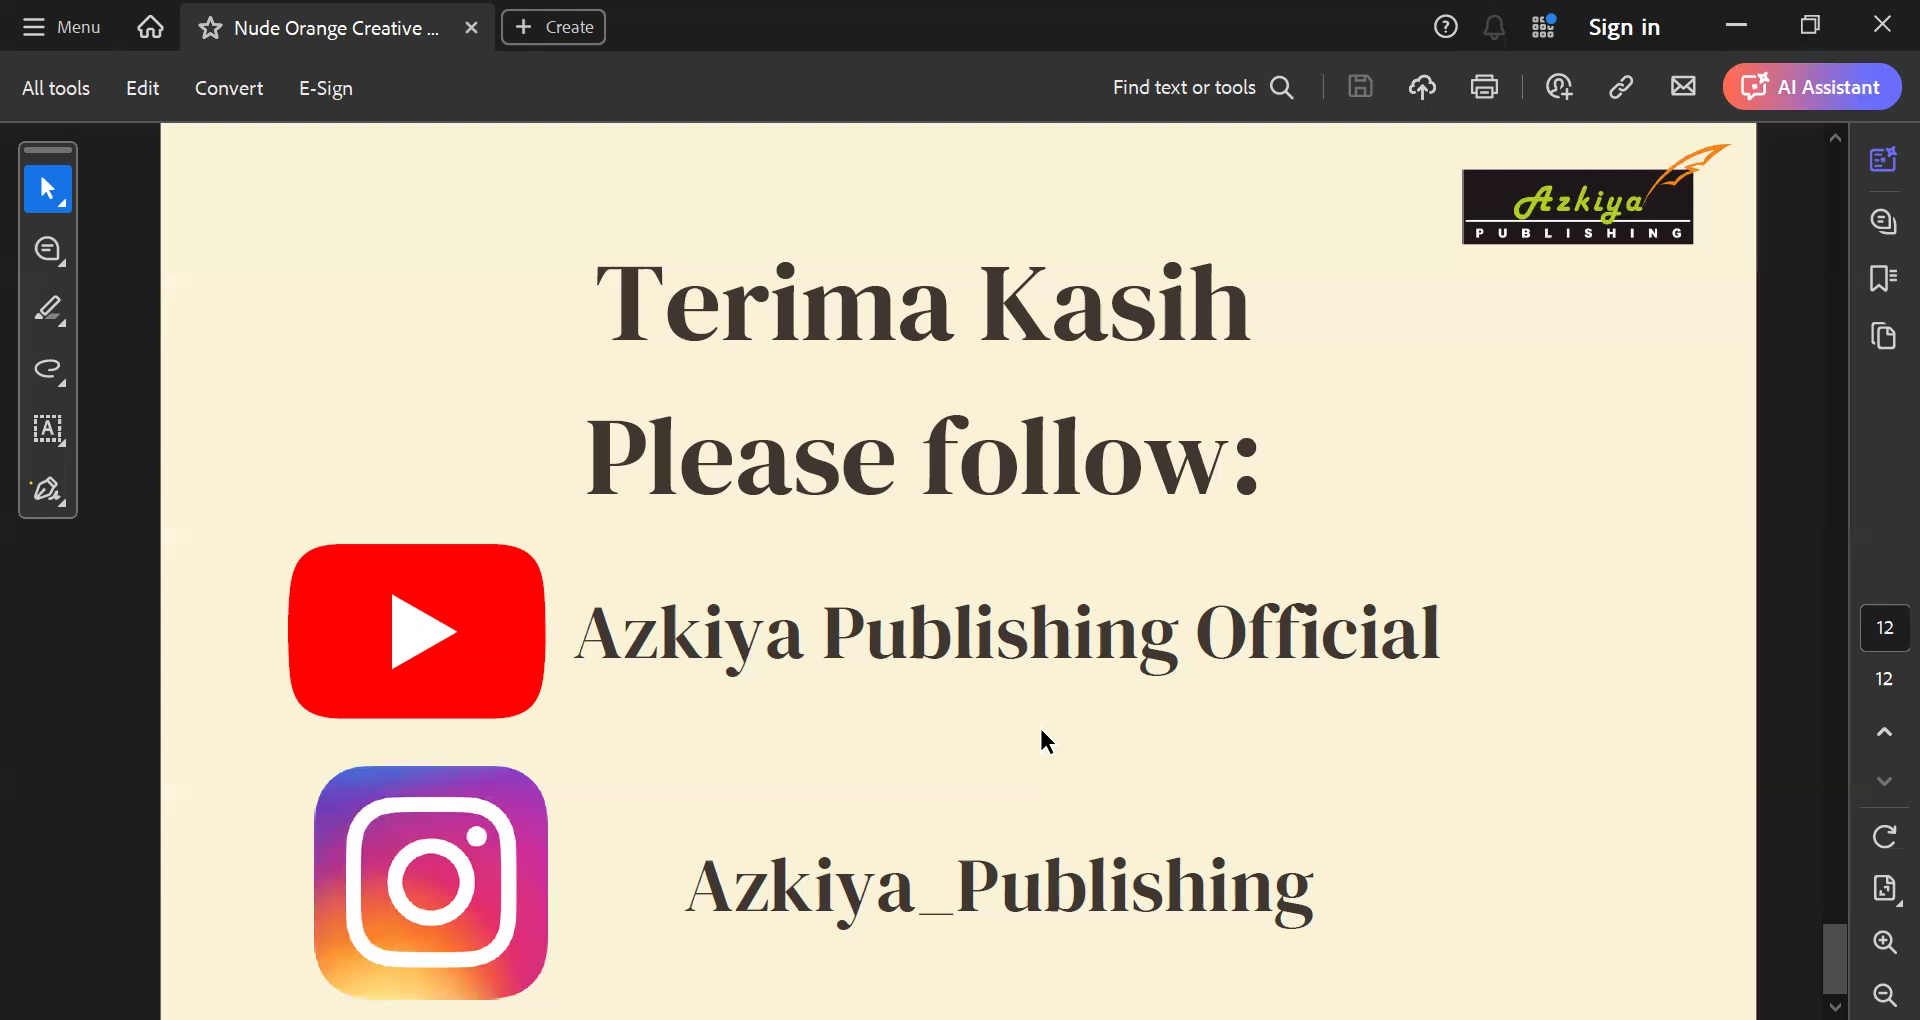 Menu
Nude Orange Creative ...
Create
Sign in
All tools
Edit
Convert
E-Sign
Find text or tools
AI Assistant
Azkiya
PUBLISHING
Terima Kasih
Please follow:
Azkiya Publishing Official
Azkiya_Publishing
12
12